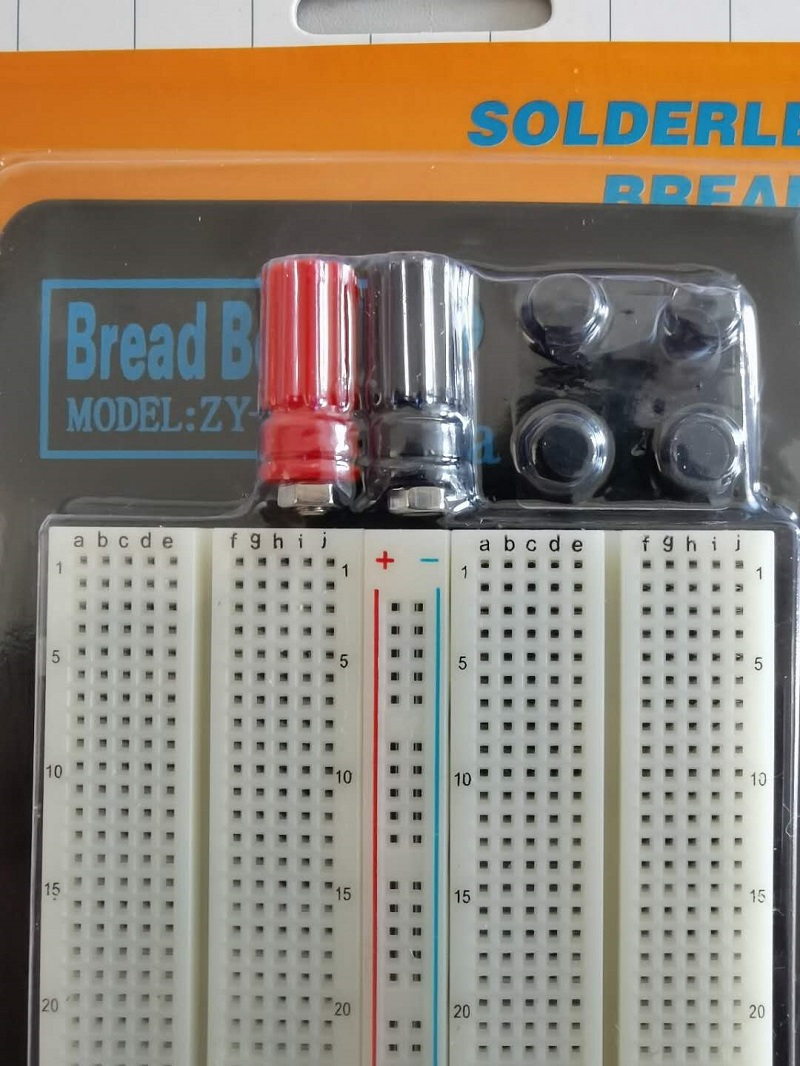 SOLDERLE
BREA
Bread B
MODEL:ZY-
a
a b c d e f g h i j + − a b c d e f g h i j
1 1 1 1
5 5 5 5
10 10 10 10
15 15 15 15
20 20 20 20